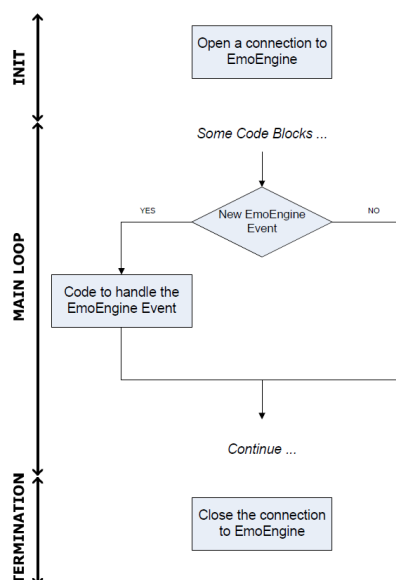 INIT
Open a connection to
EmoEngine
MAIN LOOP
Some Code Blocks ...
New EmoEngine
Event
YES
NO
Code to handle the
EmoEngine Event
Continue ...
TERMINATION
Close the connection
to EmoEngine